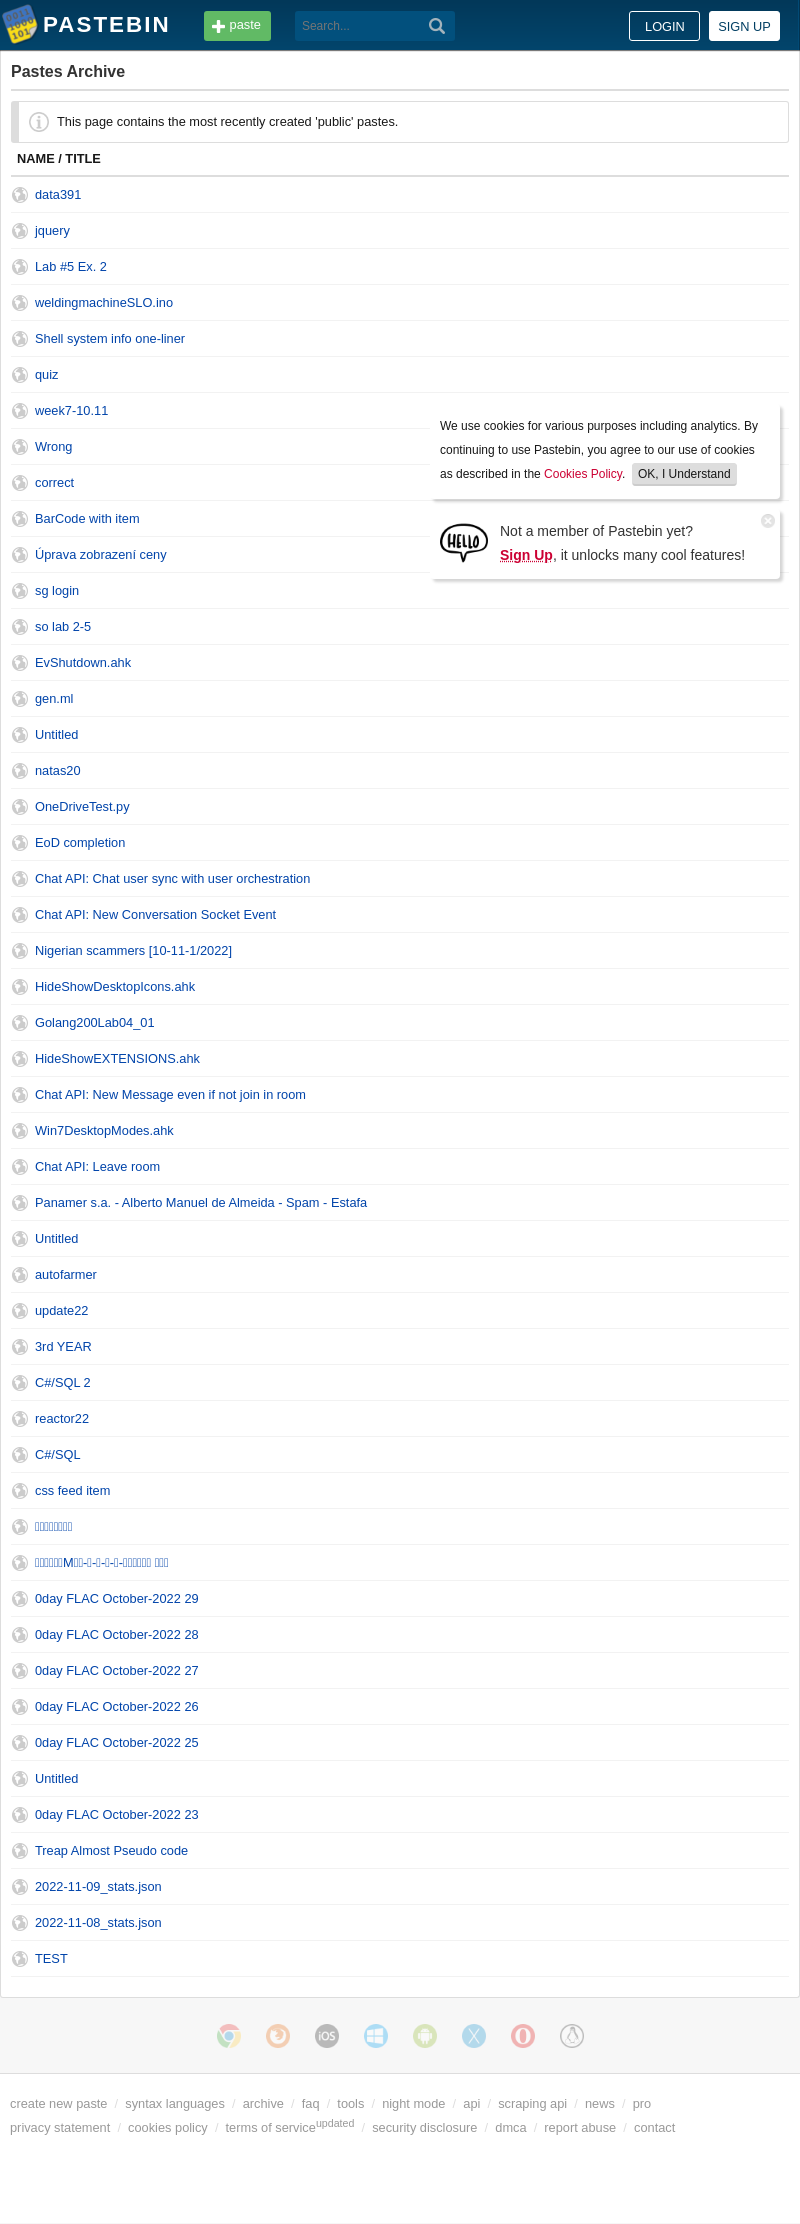 PASTEBIN
paste
Search...
LOGIN
SIGN UP
Pastes Archive
This page contains the most recently created 'public' pastes.
NAME / TITLE
data391
jquery
Lab #5 Ex. 2
weldingmachineSLO.ino
Shell system info one-liner
quiz
week7-10.11
Wrong
correct
BarCode with item
Úprava zobrazení ceny
We use cookies for various purposes including analytics. By
continuing to use Pastebin, you agree to our use of cookies
as described in the Cookies Policy. OK, I Understand
HELLO
Not a member of Pastebin yet?
Sign Up, it unlocks many cool features!
sg login
so lab 2-5
EvShutdown.ahk
gen.ml
Untitled
natas20
OneDriveTest.py
EoD completion
Chat API: Chat user sync with user orchestration
Chat API: New Conversation Socket Event
Nigerian scammers [10-11-1/2022]
HideShowDesktopIcons.ahk
Golang200Lab04_01
HideShowEXTENSIONS.ahk
Chat API: New Message even if not join in room
Win7DesktopModes.ahk
Chat API: Leave room
Panamer s.a. - Alberto Manuel de Almeida - Spam - Estafa
Untitled
autofarmer
update22
3rd YEAR
C#/SQL 2
reactor22
C#/SQL
css feed item
0day FLAC October-2022 29
0day FLAC October-2022 28
0day FLAC October-2022 27
0day FLAC October-2022 26
0day FLAC October-2022 25
Untitled
0day FLAC October-2022 23
Treap Almost Pseudo code
2022-11-09_stats.json
2022-11-08_stats.json
TEST
iOS
create new paste / syntax languages / archive / faq / tools / night mode / api / scraping api / news / pro
privacy statement / cookies policy / terms of service updated / security disclosure / dmca / report abuse / contact